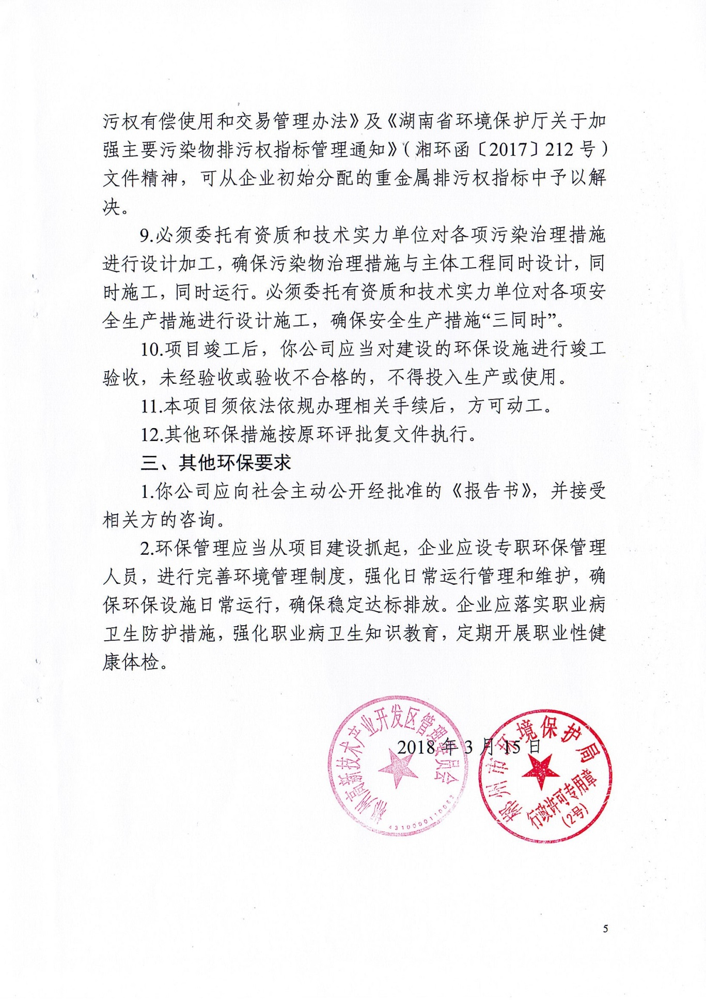 污权有偿使用和交易管理办法》及《湖南省环境保护厅关于加
强主要污染物排污权指标管理通知》（湘环函〔2017〕212 号）
文件精神，可从企业初始分配的重金属排污权指标中予以解
决。
9.必须委托有资质和技术实力单位对各项污染治理措施
进行设计加工，确保污染物治理措施与主体工程同时设计，同
时施工，同时运行。必须委托有资质和技术实力单位对各项安
全生产措施进行设计施工，确保安全生产措施“三同时”。
10.项目竣工后，你公司应当对建设的环保设施进行竣工
验收，未经验收或验收不合格的，不得投入生产或使用。
11.本项目须依法依规办理相关手续后，方可动工。
12.其他环保措施按原环评批复文件执行。
三、其他环保要求
1.你公司应向社会主动公开经批准的《报告书》，并接受
相关方的咨询。
2.环保管理应当从项目建设抓起，企业应设专职环保管理
人员，进行完善环境管理制度，强化日常运行管理和维护，确
保环保设施日常运行，确保稳定达标排放。企业应落实职业病
卫生防护措施，强化职业病卫生知识教育，定期开展职业性健
康体检。
郴州高新技术产业开发区管理委员会
4310000110062
2018 年 3 月 15 日
郴州市环境保护局
行政许可专用章
(2号)
5